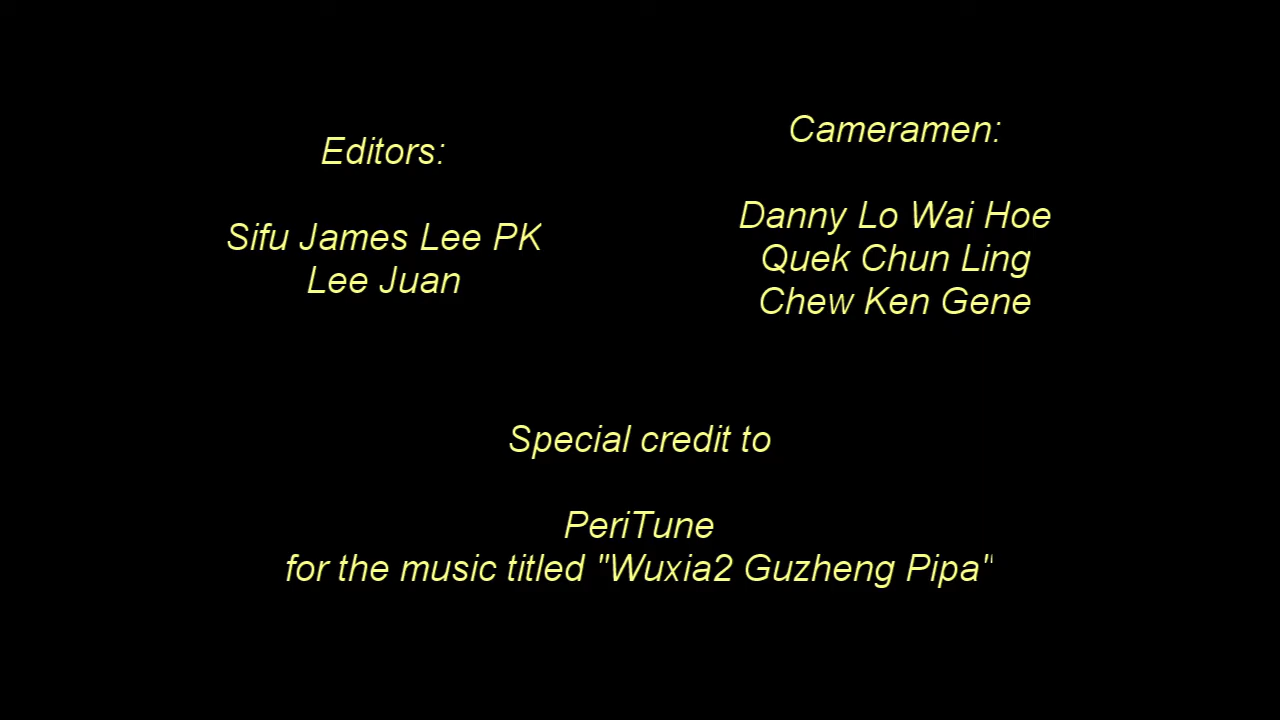 Editors:
Sifu James Lee PK
Lee Juan
Cameramen:
Danny Lo Wai Hoe
Quek Chun Ling
Chew Ken Gene
Special credit to
PeriTune
for the music titled "Wuxia2 Guzheng Pipa"